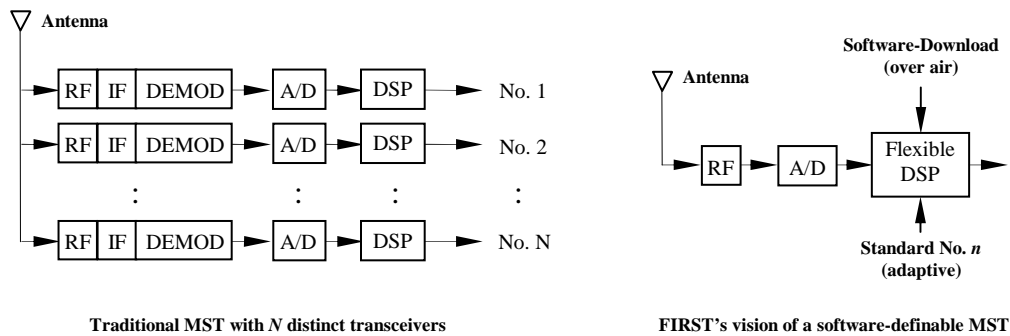 Antenna
RF IF DEMOD A/D DSP No. 1
RF IF DEMOD A/D DSP No. 2
: : : :
RF IF DEMOD A/D DSP No. N
Traditional MST with N distinct transceivers
Software-Download
(over air)
Antenna
RF A/D Flexible
DSP
Standard No. n
(adaptive)
FIRST's vision of a software-definable MST